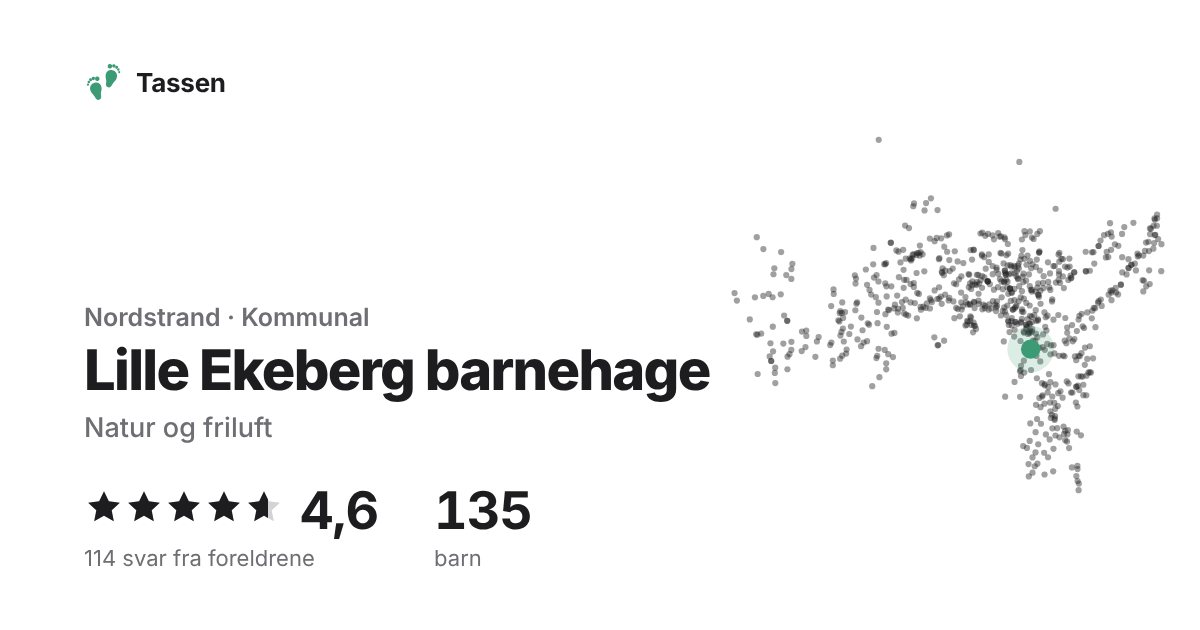 Tassen
Nordstrand · Kommunal
Lille Ekeberg barnehage
Natur og friluft
4,6
114 svar fra foreldrene
135
barn